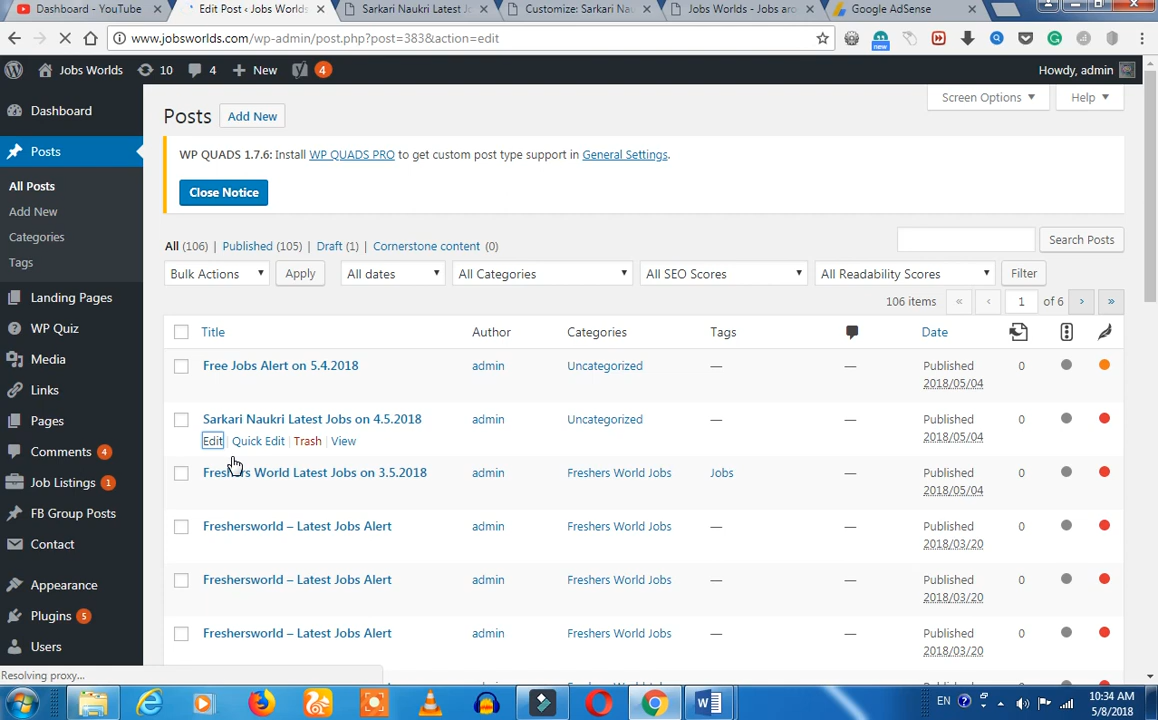 Dashboard - YouTube
Edit Post ‹ Jobs Worlds
Sarkari Naukri Latest J
Customize: Sarkari Na
Jobs Worlds - Jobs aro
Google AdSense
www.jobsworlds.com/wp-admin/post.php?post=383&action=edit
new
Jobs Worlds
10
4
New
4
Howdy, admin
Dashboard
Posts
All Posts
Add New
Categories
Tags
Landing Pages
WP Quiz
Media
Links
Pages
Comments 4
Job Listings 1
FB Group Posts
Contact
Appearance
Plugins 5
Users
Screen Options
Help
Posts
Add New
WP QUADS 1.7.6: Install WP QUADS PRO to get custom post type support in General Settings.
Close Notice
All (106) | Published (105) | Draft (1) | Cornerstone content (0)
Search Posts
Bulk Actions
Apply
All dates
All Categories
All SEO Scores
All Readability Scores
Filter
106 items « ‹ 1 of 6 › »
Title Author Categories Tags Date
Free Jobs Alert on 5.4.2018 admin Uncategorized — — Published 0
2018/05/04
Sarkari Naukri Latest Jobs on 4.5.2018 admin Uncategorized — — Published 0
Edit | Quick Edit | Trash | View 2018/05/04
Freshers World Latest Jobs on 3.5.2018 admin Freshers World Jobs Jobs — Published 0
2018/05/04
Freshersworld – Latest Jobs Alert admin Freshers World Jobs — — Published 0
2018/03/20
Freshersworld – Latest Jobs Alert admin Freshers World Jobs — — Published 0
2018/03/20
Freshersworld – Latest Jobs Alert admin Freshers World Jobs — — Published 0
2018/03/20
Resolving proxy...
EN
10:34 AM
5/8/2018